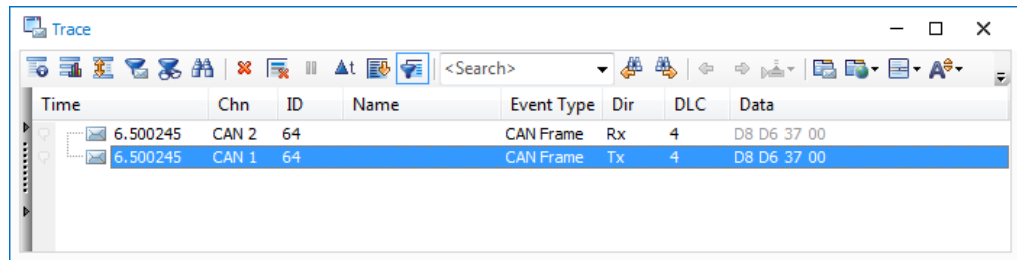 Trace
Δt <Search> A
Time Chn ID Name Event Type Dir DLC Data
6.500245 CAN 2 64 CAN Frame Rx 4 D8 D6 37 00
6.500245 CAN 1 64 CAN Frame Tx 4 D8 D6 37 00